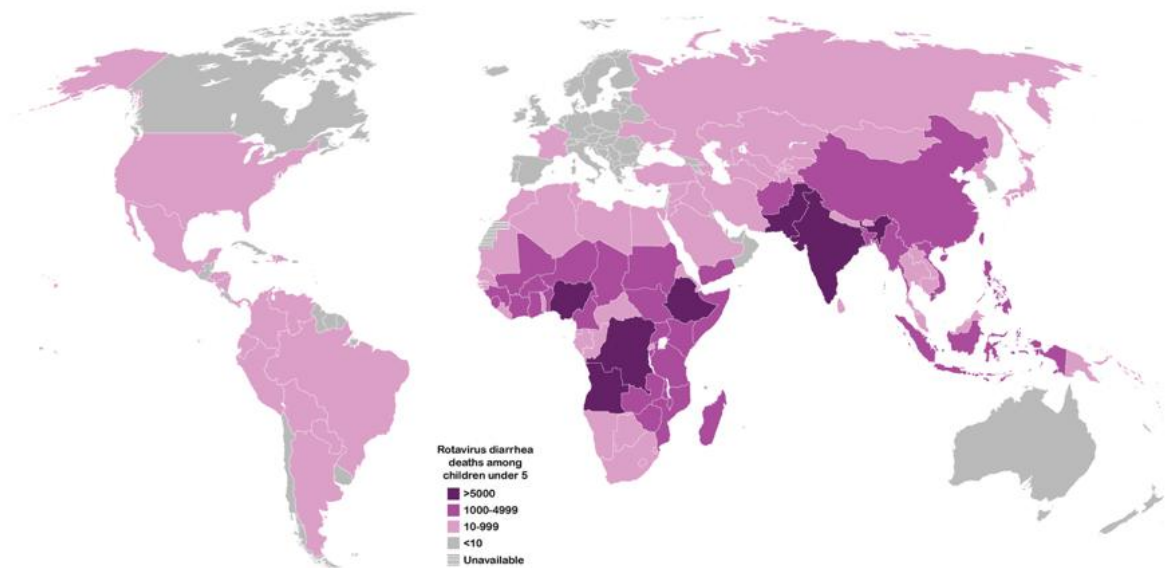 Rotavirus diarrhea
deaths among
children under 5
>5000
1000-4999
10-999
<10
Unavailable